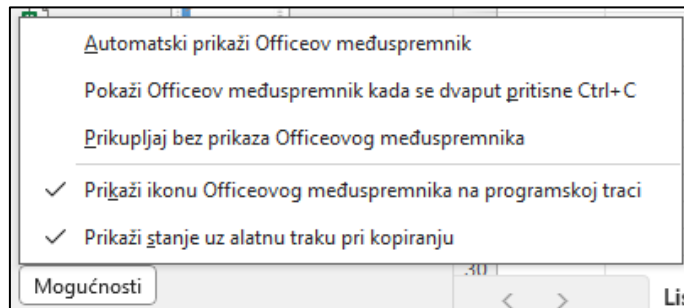 Automatski prikaži Officeov međuspremnik
Pokaži Officeov međuspremnik kada se dvaput pritisne Ctrl+C
Prikupljaj bez prikaza Officeovog međuspremnika
Prikaži ikonu Officeovog međuspremnika na programskoj traci
Prikaži stanje uz alatnu traku pri kopiranju
30
Mogućnosti